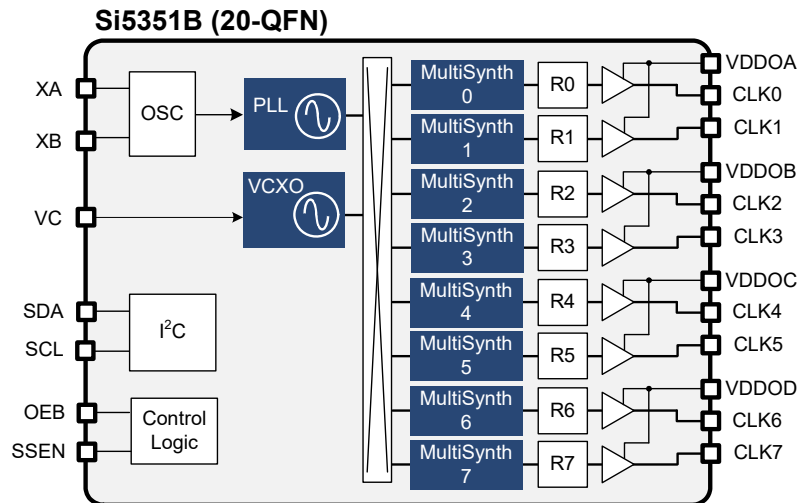 Si5351B (20-QFN)
XA
XB
VC
SDA
SCL
OEB
SSEN
OSC
PLL
VCXO
I²C
Control
Logic
MultiSynth
0
R0
MultiSynth
1
R1
MultiSynth
2
R2
MultiSynth
3
R3
MultiSynth
4
R4
MultiSynth
5
R5
MultiSynth
6
R6
MultiSynth
7
R7
VDDOA
CLK0
CLK1
VDDOB
CLK2
CLK3
VDDOC
CLK4
CLK5
VDDOD
CLK6
CLK7